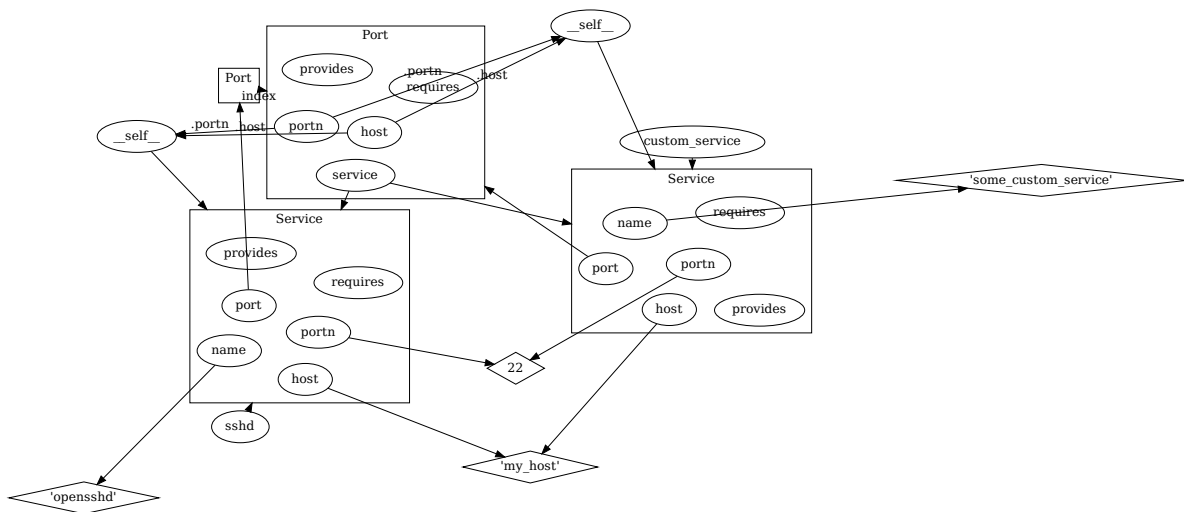 __self__
Port
provides
Port
.portn
.host
requires
index
portn
.portn
host
host
__self__
custom_service
service
Service
'some_custom_service'
Service
name
requires
provides
port
portn
requires
port
host
provides
portn
name
22
host
sshd
'my_host'
'opensshd'